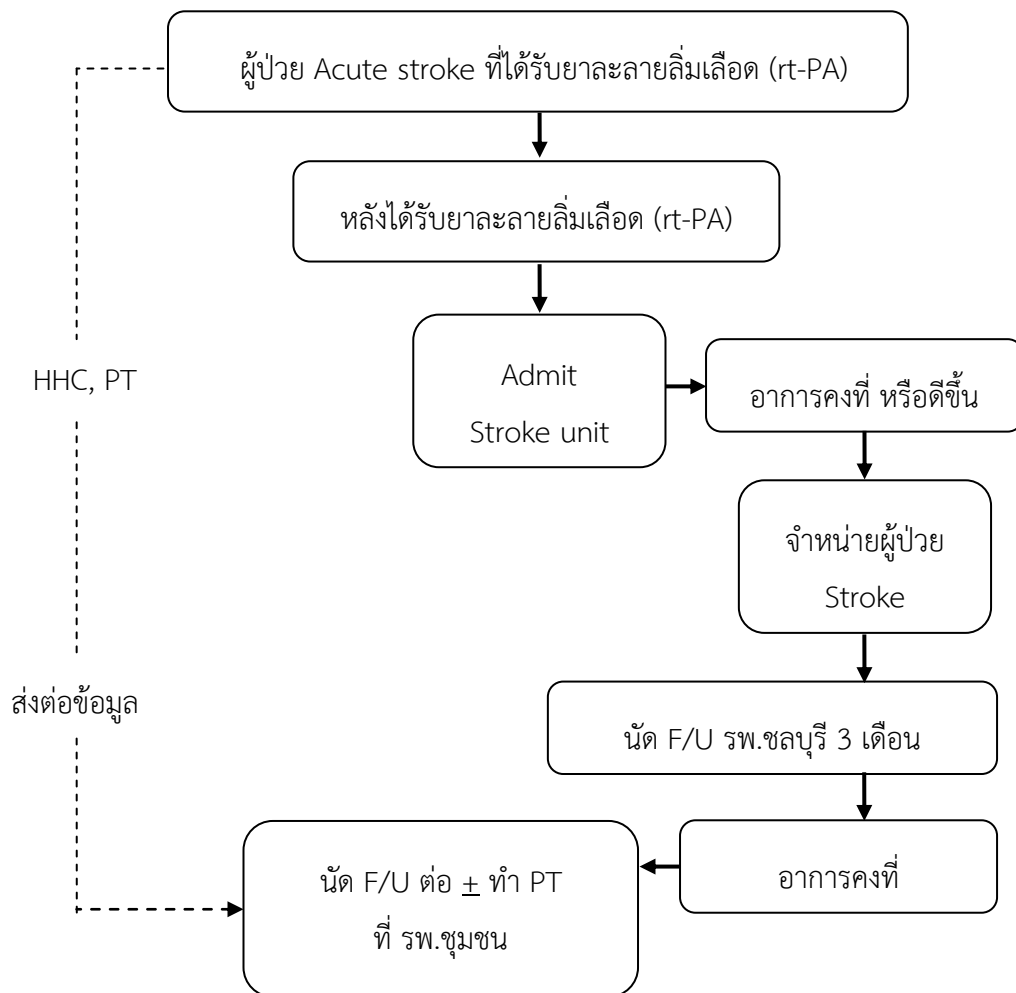 ผู้ป่วย Acute stroke ที่ได้รับยาละลายลิ่มเลือด (rt-PA)
หลังได้รับยาละลายลิ่มเลือด (rt-PA)
Admit
Stroke unit
อาการคงที่ หรือดีขึ้น
HHC, PT
จำหน่ายผู้ป่วย
Stroke
ส่งต่อข้อมูล
นัด F/U รพ.ชลบุรี 3 เดือน
อาการคงที่
นัด F/U ต่อ ± ทำ PT
ที่ รพ.ชุมชน